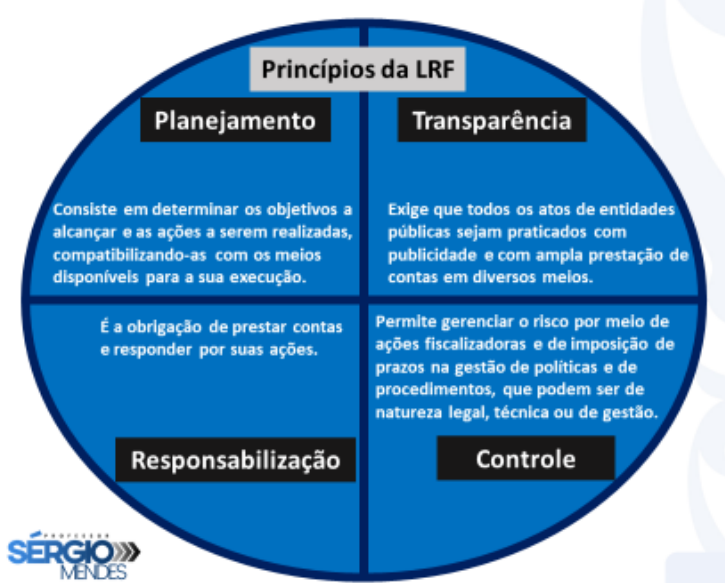 Princípios da LRF
Planejamento
Transparência
Consiste em determinar os objetivos a
alcançar e as ações a serem realizadas,
compatibilizando-as com os meios
disponíveis para a sua execução.
Exige que todos os atos de entidades
públicas sejam praticados com
publicidade e com ampla prestação de
contas em diversos meios.
É a obrigação de prestar contas
e responder por suas ações.
Permite gerenciar o risco por meio de
ações fiscalizadoras e de imposição de
prazos na gestão de políticas e de
procedimentos, que podem ser de
natureza legal, técnica ou de gestão.
Responsabilização
Controle
PROFESSOR
SÉRGIO
MENDES